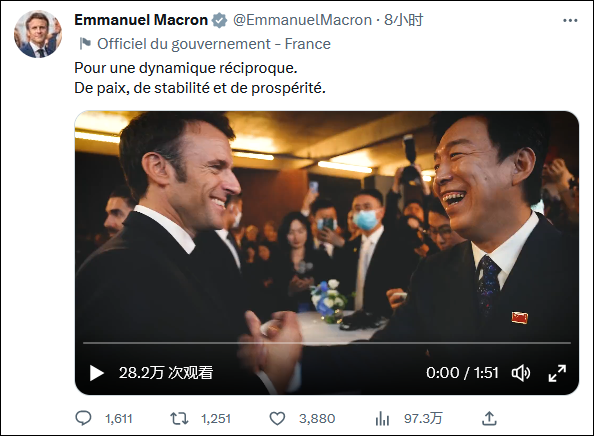 Emmanuel Macron @EmmanuelMacron · 8小时
Officiel du gouvernement - France
Pour une dynamique réciproque.
De paix, de stabilité et de prospérité.
28.2万 次观看 0:00 / 1:51
1,611 1,251 3,880 97.3万